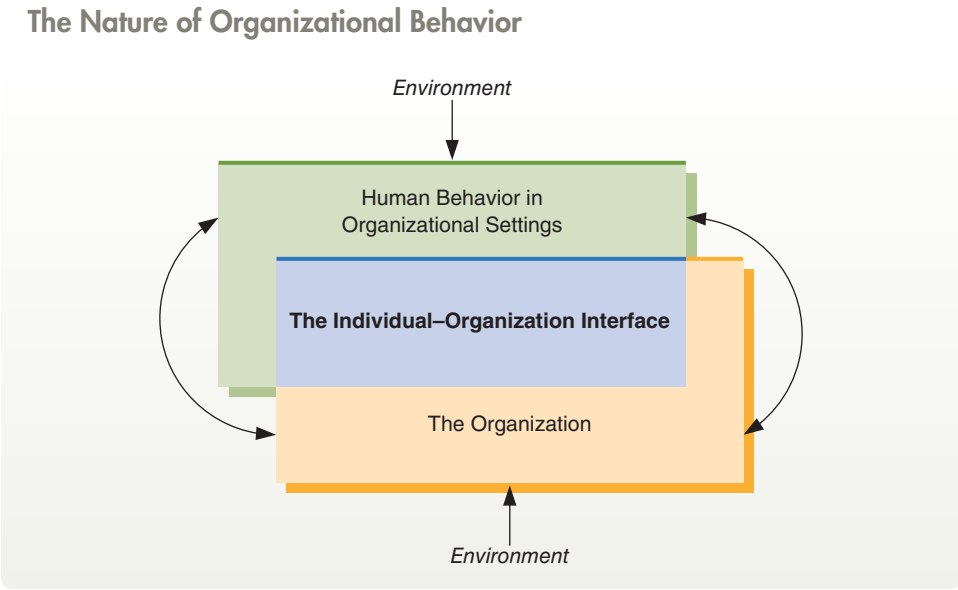 The Nature of Organizational Behavior
Environment
Human Behavior in
Organizational Settings
The Individual–Organization Interface
The Organization
Environment